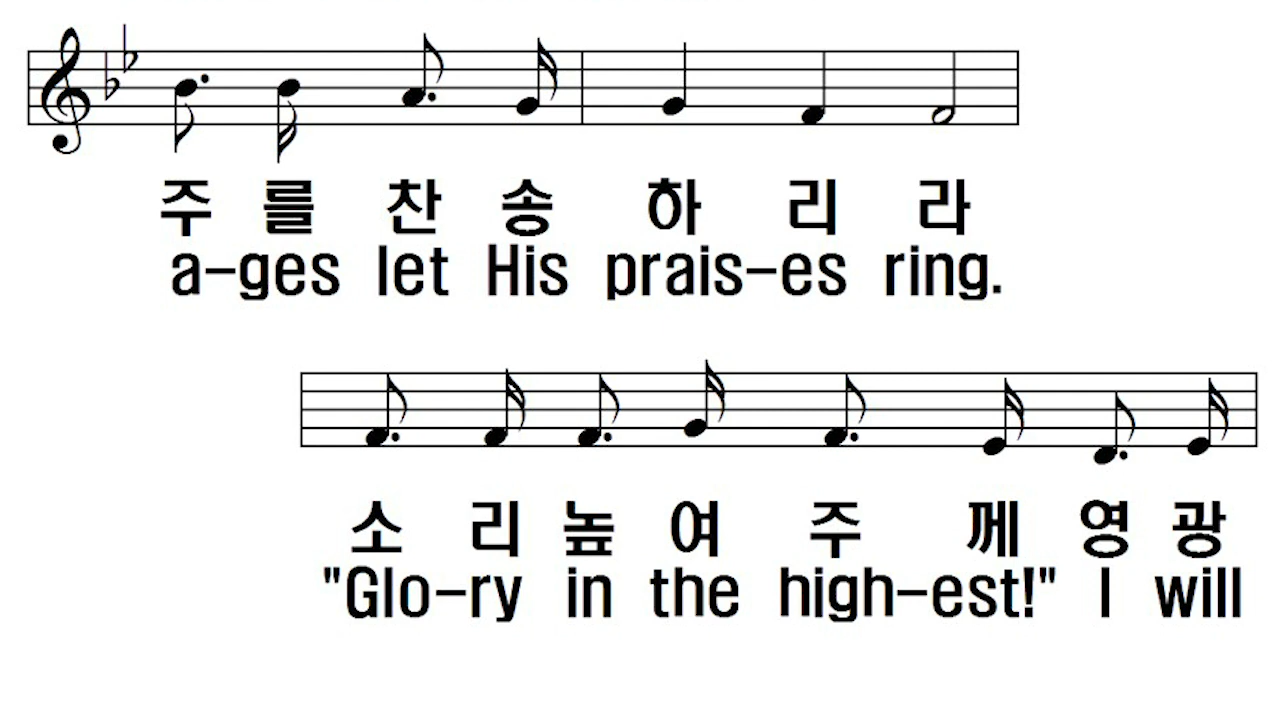 주 를 찬 송 하 리 라
a-ges let His prais-es ring.
소 리 높 여 주 께 영 광
"Glo-ry in the high-est!" I will